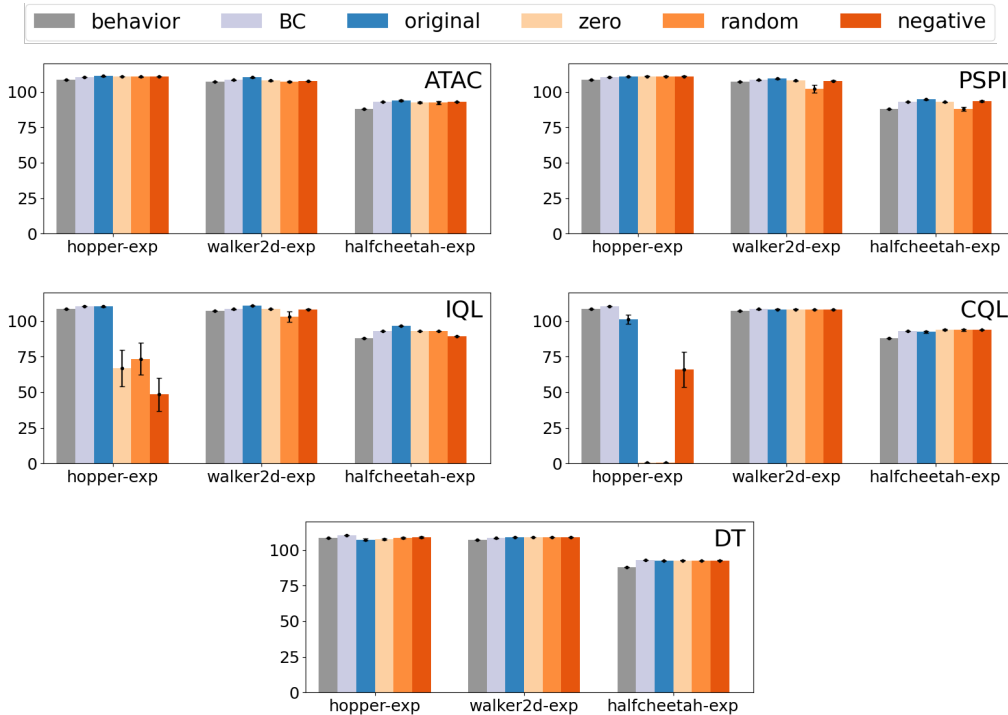 behavior BC original zero random negative
ATAC
100
75
50
25
0
hopper-exp walker2d-exp halfcheetah-exp
PSPI
100
75
50
25
0
hopper-exp walker2d-exp halfcheetah-exp
IQL
100
75
50
25
0
hopper-exp walker2d-exp halfcheetah-exp
CQL
100
75
50
25
0
hopper-exp walker2d-exp halfcheetah-exp
DT
100
75
50
25
0
hopper-exp walker2d-exp halfcheetah-exp